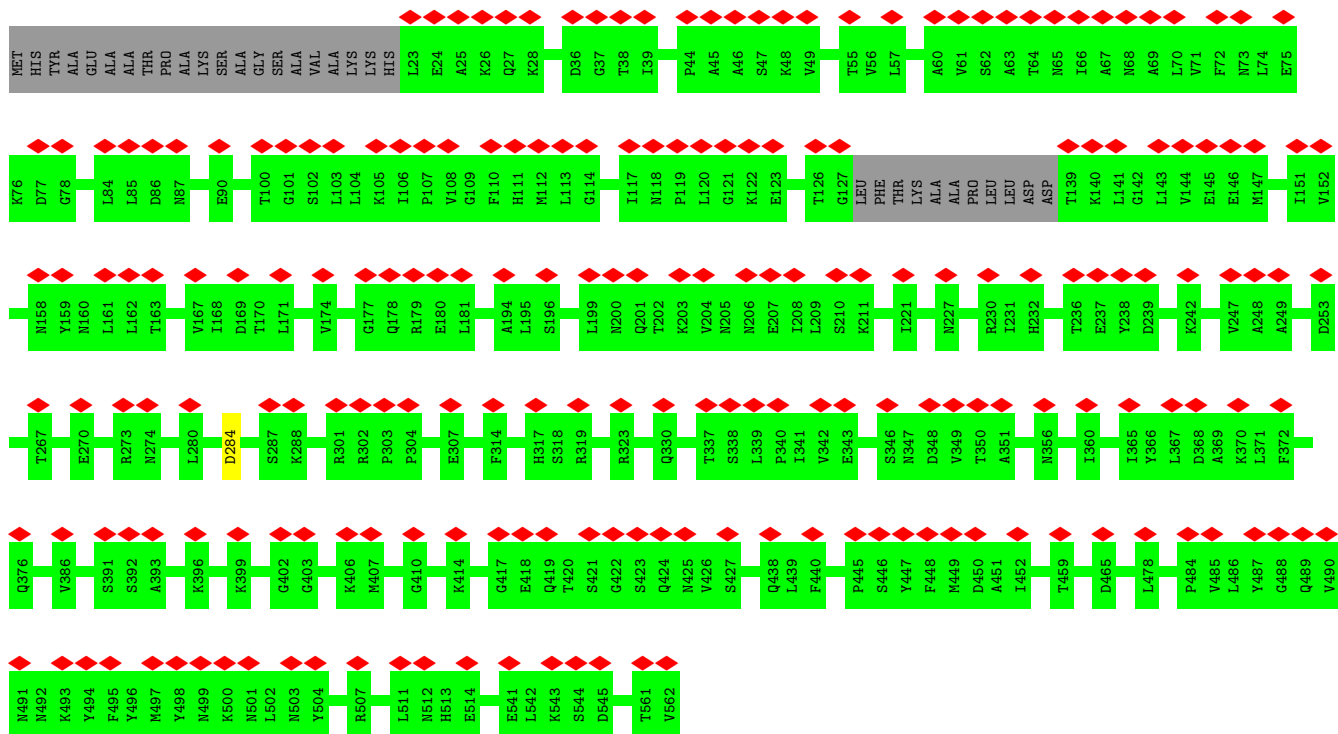 MET HIS TYR ALA GLU ALA ALA THR PRO ALA LYS SER ALA GLY SER ALA VAL ALA LYS LYS HIS L23 E24 A25 K26 Q27 K28 D36 G37 T38 I39 P44 A45 A46 S47 K48 V49 T55 V56 L57 A60 V61 S62 A63 T64 N65 I66 A67 N68 A69 L70 V71 F72 N73 L74 E75
K76 D77 G78 L84 L85 D86 N87 E90 T100 G101 S102 L103 L104 K105 I106 P107 V108 G109 F110 H111 M112 L113 G114 I117 N118 P119 L120 G121 K122 E123 T126 G127 LEU PHE THR LYS ALA ALA PRO LEU LEU ASP ASP T139 K140 L141 G142 L143 V144 E145 E146 M147 I151 V152
N158 Y159 N160 L161 L162 T163 V167 I168 D169 T170 L171 V174 G177 Q178 R179 E180 L181 A194 L195 S196 L199 N200 Q201 T202 K203 V204 N205 N206 E207 I208 L209 S210 K211 I221 N227 R230 I231 H232 T236 E237 Y238 D239 K242 V247 A248 A249 D253
T267 E270 R273 N274 L280 D284 S287 K288 R301 R302 P303 P304 E307 F314 H317 S318 R319 R323 Q330 T337 S338 L339 P340 I341 V342 E343 S346 N347 D348 V349 T350 A351 N356 I360 I365 Y366 L367 D368 A369 K370 L371 F372
Q376 V386 S391 S392 A393 K396 K399 G402 G403 K406 M407 G410 K414 G417 E418 Q419 T420 S421 G422 S423 Q424 N425 V426 S427 Q438 L439 F440 P445 S446 Y447 F448 M449 D450 A451 I452 T459 D465 L478 P484 V485 L486 Y487 G488 Q489 V490
N491 N492 K493 Y494 F495 Y496 M497 Y498 N499 K500 N501 L502 N503 Y504 R507 L511 N512 H513 E514 E541 L542 K543 S544 D545 T561 V562